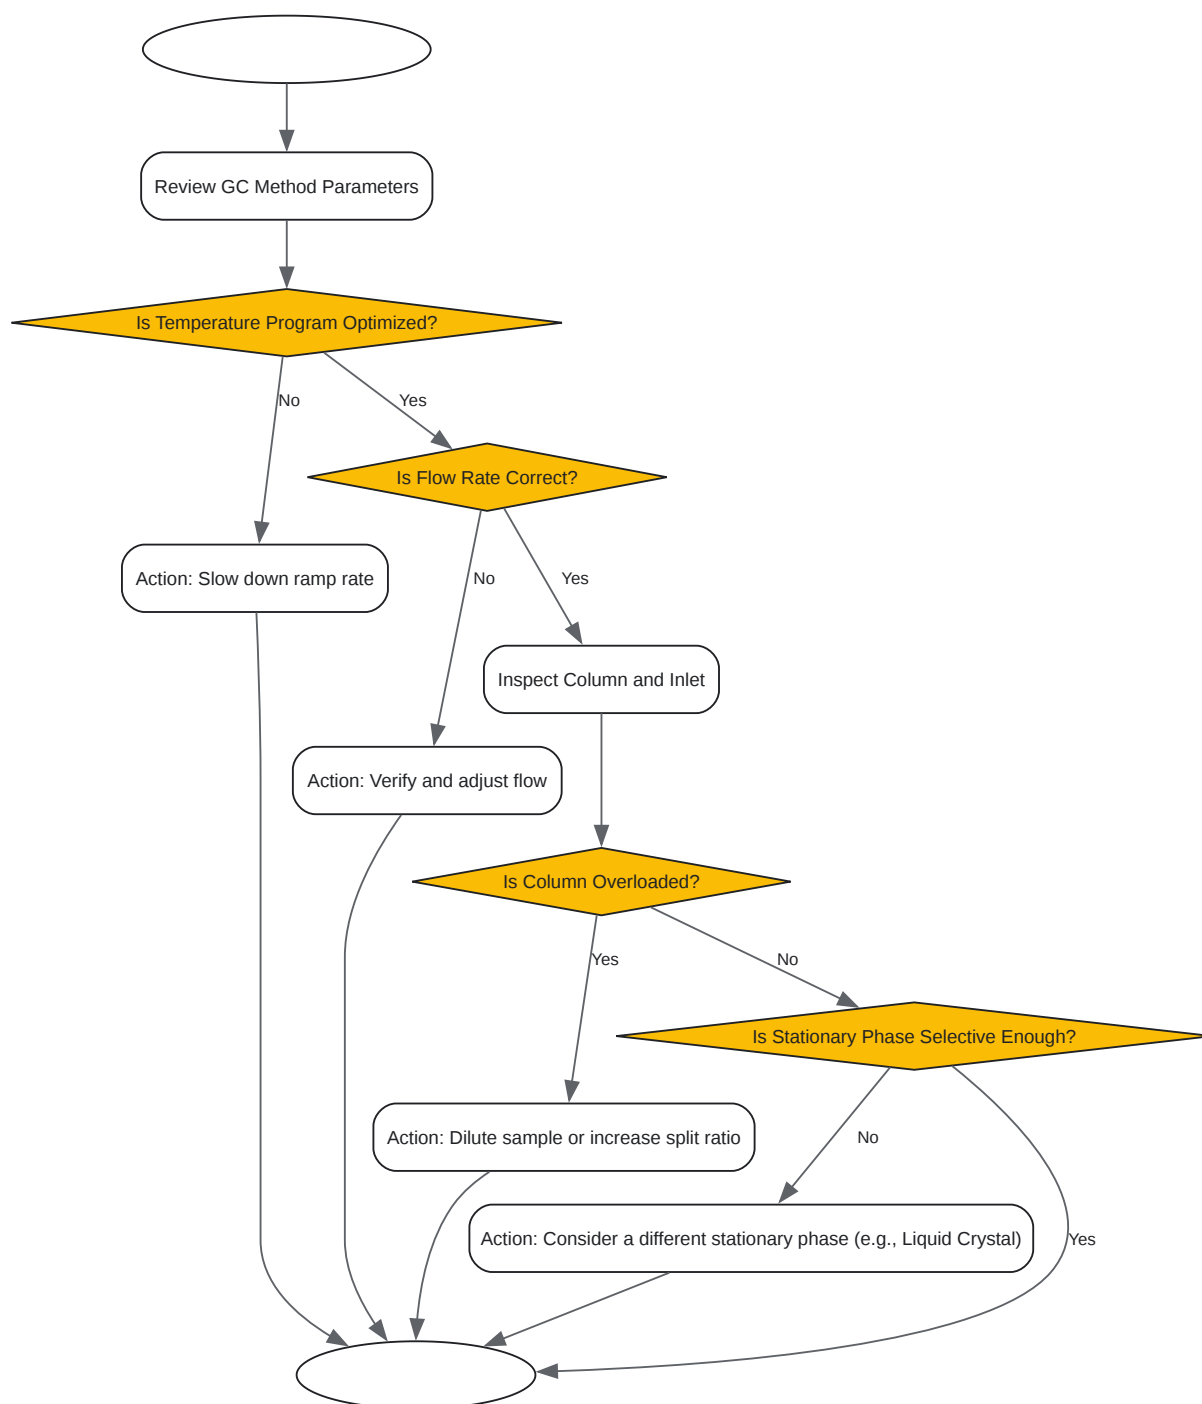 Review GC Method Parameters
Is Temperature Program Optimized?
No
Yes
Is Flow Rate Correct?
Action: Slow down ramp rate
No
Yes
Inspect Column and Inlet
Action: Verify and adjust flow
Is Column Overloaded?
Yes
No
Is Stationary Phase Selective Enough?
Action: Dilute sample or increase split ratio
No
Action: Consider a different stationary phase (e.g., Liquid Crystal)
Yes